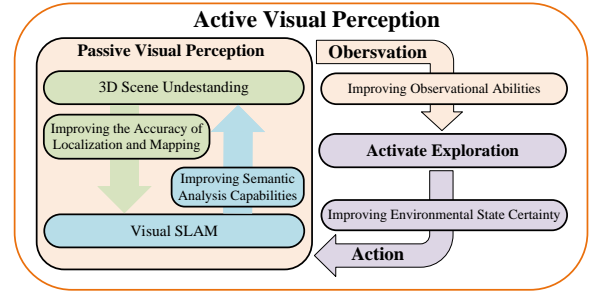 Active Visual Perception
Passive Visual Perception
3D Scene Undestanding
Improving the Accuracy of
Localization and Mapping
Improving Semantic
Analysis Capabilities
Visual SLAM
Obersvation
Improving Observational Abilities
Activate Exploration
Improving Environmental State Certainty
Action